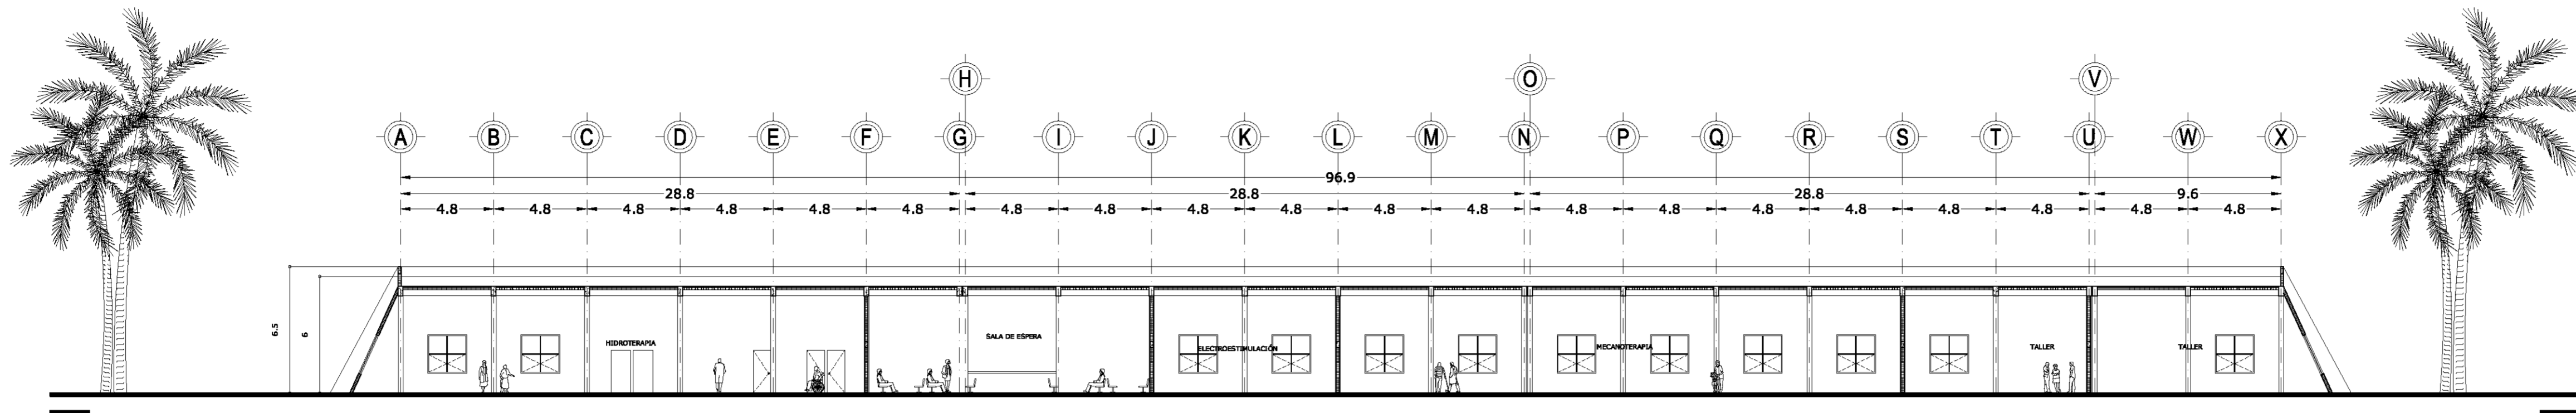 H O V
A B C D E F G I J K L M N P Q R S T U W X
96.9
28.8 28.8 28.8 9.6
4.8 4.8 4.8 4.8 4.8 4.8 4.8 4.8 4.8 4.8 4.8 4.8 4.8 4.8 4.8 4.8 4.8 4.8 4.8 4.8
6.5 6
HIDROTERAPIA SALA DE ESPERA ELECTROESTIMULACIÓN MECANOTERAPIA TALLER TALLER